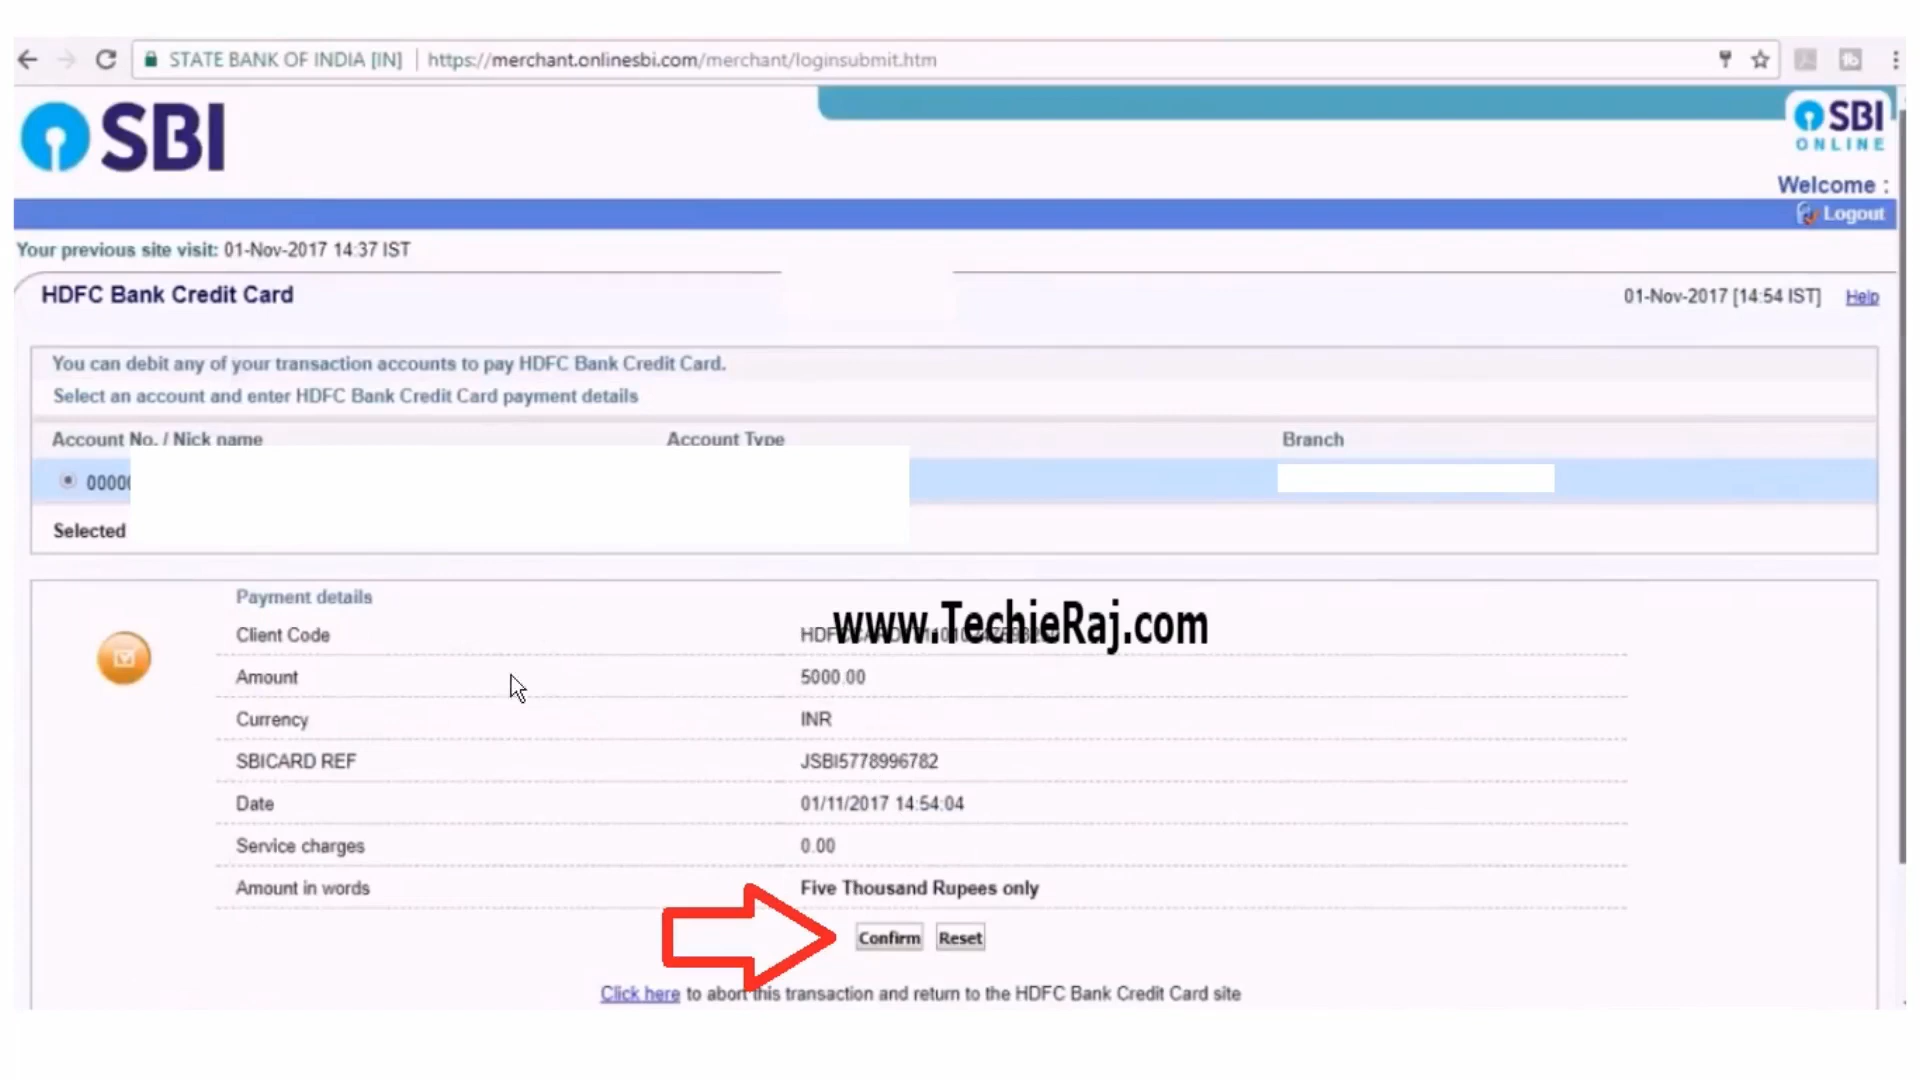 STATE BANK OF INDIA [IN] https://merchant.onlinesbi.com/merchant/loginsubmit.htm
SBI
SBI
ONLINE
Welcome :
Logout
Your previous site visit: 01-Nov-2017 14:37 IST
HDFC Bank Credit Card 01-Nov-2017 [14:54 IST] Help
You can debit any of your transaction accounts to pay HDFC Bank Credit Card.
Select an account and enter HDFC Bank Credit Card payment details
Account No. / Nick name Account Type Branch
00000
Selected
Payment details
www.TechieRaj.com
Client Code
Amount 5000.00
Currency INR
SBICARD REF JSBI5778996782
Date 01/11/2017 14:54:04
Service charges 0.00
Amount in words Five Thousand Rupees only
Confirm Reset
Click here to abort this transaction and return to the HDFC Bank Credit Card site